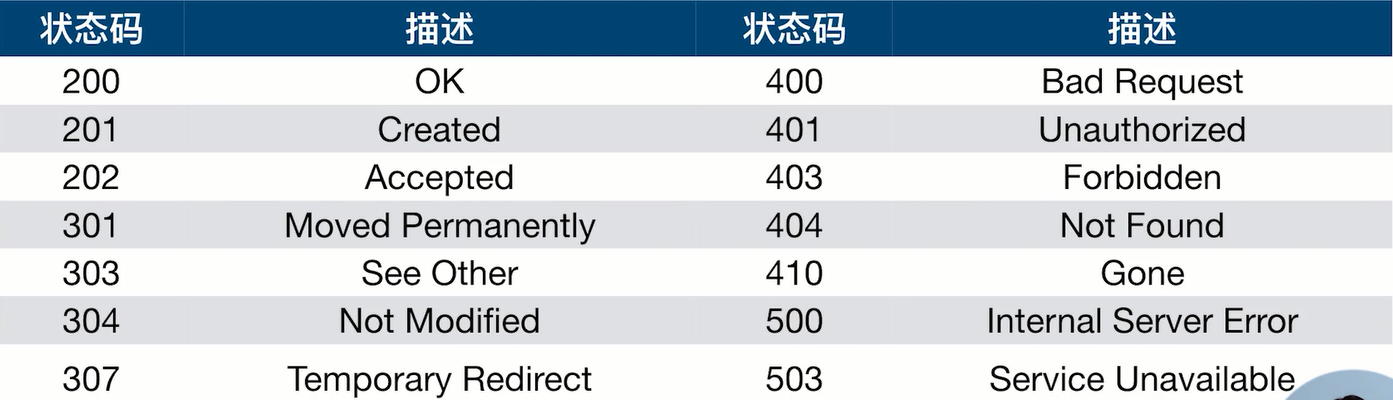 状态码 描述 状态码 描述
200 OK 400 Bad Request
201 Created 401 Unauthorized
202 Accepted 403 Forbidden
301 Moved Permanently 404 Not Found
303 See Other 410 Gone
304 Not Modified 500 Internal Server Error
307 Temporary Redirect 503 Service Unavailable